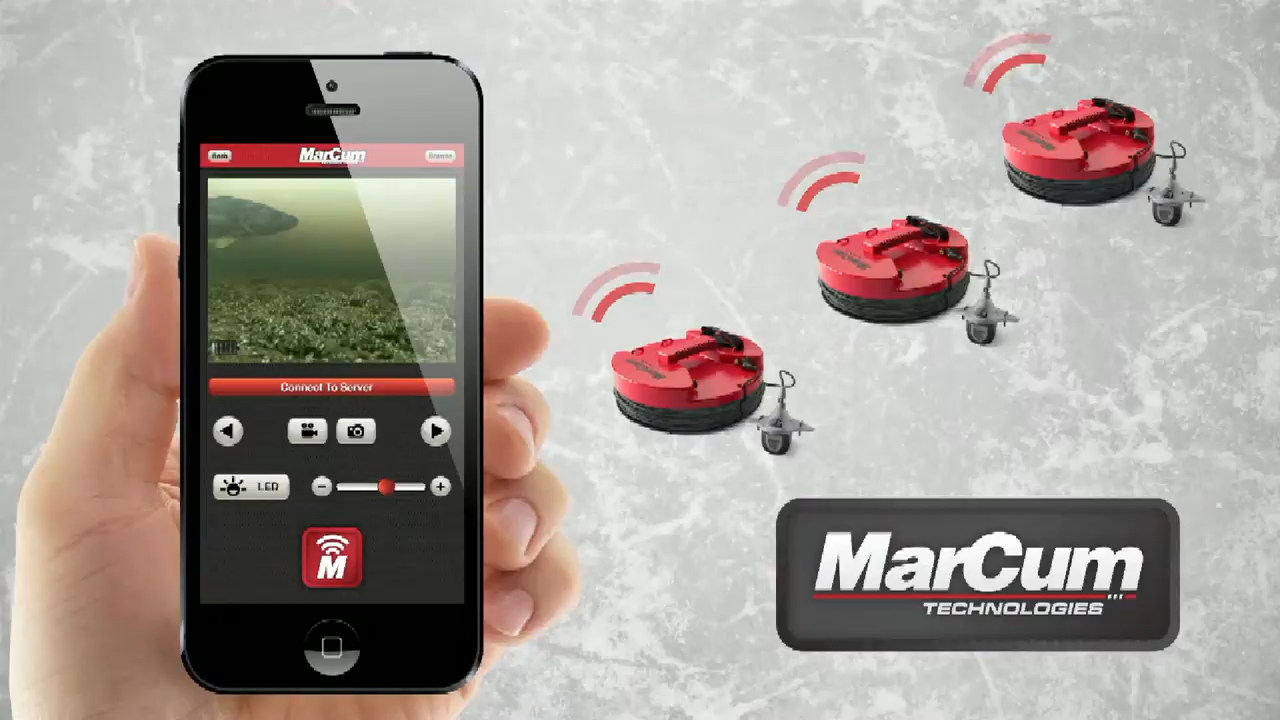 MarCum
Connect To Server
LED
M
MarCum
TECHNOLOGIES